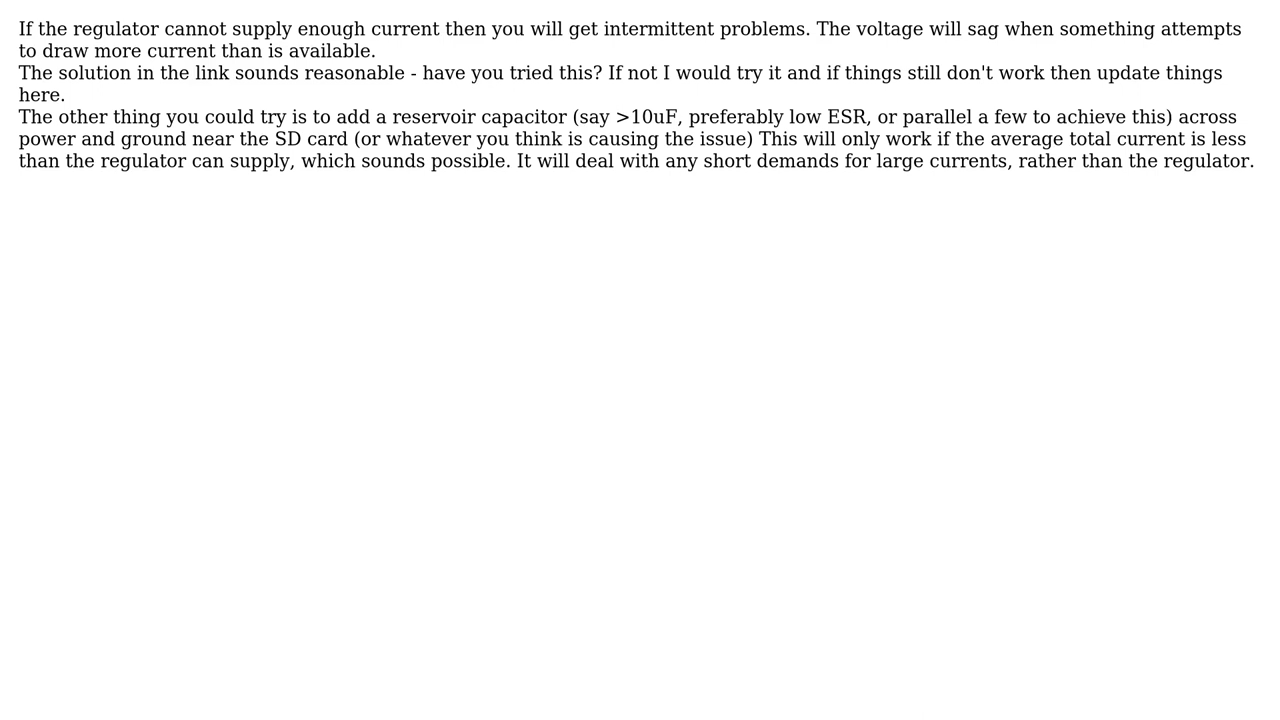 If the regulator cannot supply enough current then you will get intermittent problems. The voltage will sag when something attempts
to draw more current than is available.
The solution in the link sounds reasonable - have you tried this? If not I would try it and if things still don't work then update things
here.
The other thing you could try is to add a reservoir capacitor (say >10uF, preferably low ESR, or parallel a few to achieve this) across
power and ground near the SD card (or whatever you think is causing the issue) This will only work if the average total current is less
than the regulator can supply, which sounds possible. It will deal with any short demands for large currents, rather than the regulator.